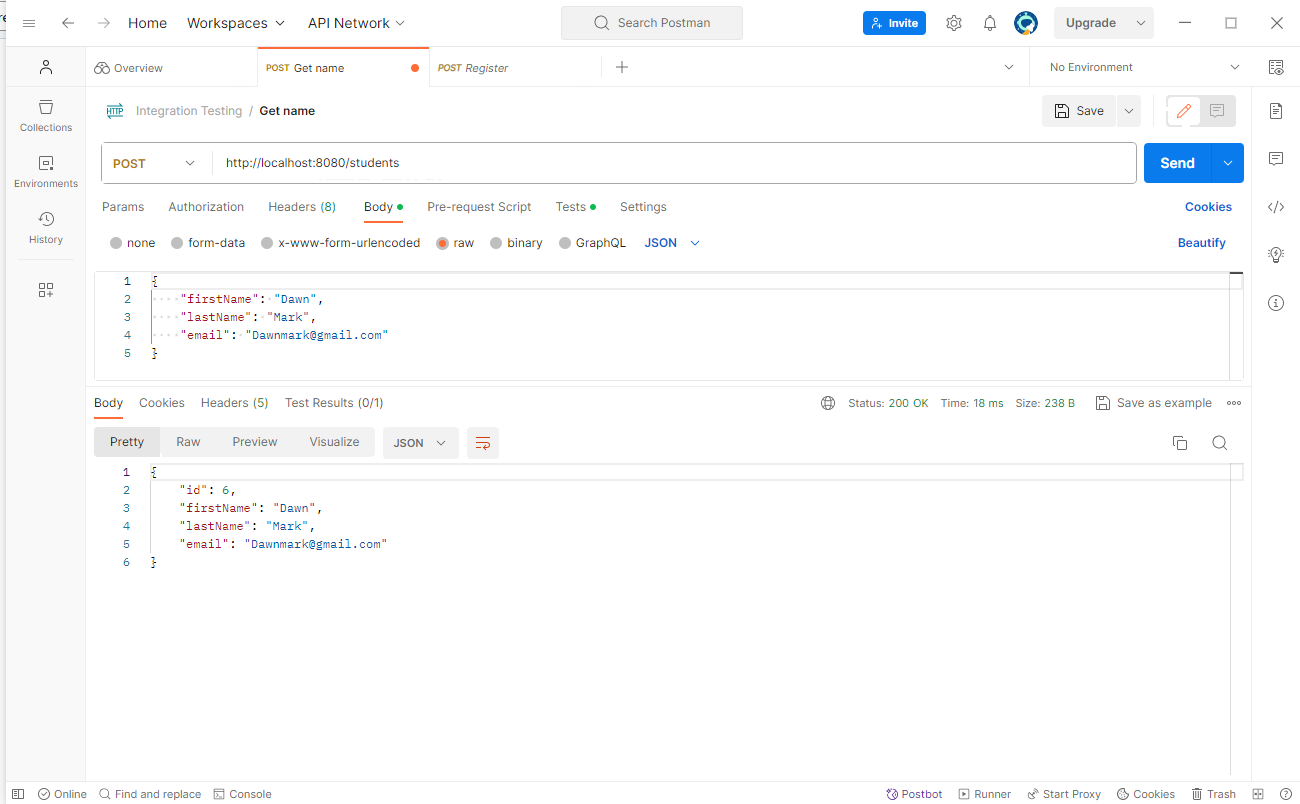 re
Home Workspaces API Network Search Postman Invite Upgrade
Overview POST Get name POST Register No Environment
HTTP Integration Testing / Get name Save
Collections
POST http://localhost:8080/students Send
Environments
Params Authorization Headers (8) Body Pre-request Script Tests Settings Cookies
History
none form-data x-www-form-urlencoded raw binary GraphQL JSON Beautify
1 {
2 "firstName": "Dawn",
3 "lastName": "Mark",
4 "email": "Dawnmark@gmail.com"
5 }
Body Cookies Headers (5) Test Results (0/1) Status: 200 OK Time: 18 ms Size: 238 B Save as example
Pretty Raw Preview Visualize JSON
1 {
2 "id": 6,
3 "firstName": "Dawn",
4 "lastName": "Mark",
5 "email": "Dawnmark@gmail.com"
6 }
Online Find and replace Console Postbot Runner Start Proxy Cookies Trash